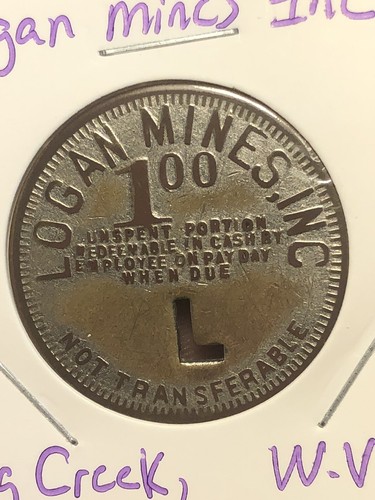 gan mines Inc
LOGAN MINES, INC
1 00
UNSPENT PORTION
REDEEMABLE IN CASH BY
EMPLOYEE ON PAY DAY
WHEN DUE
L
NOT TRANSFERABLE
g Creek, W.V